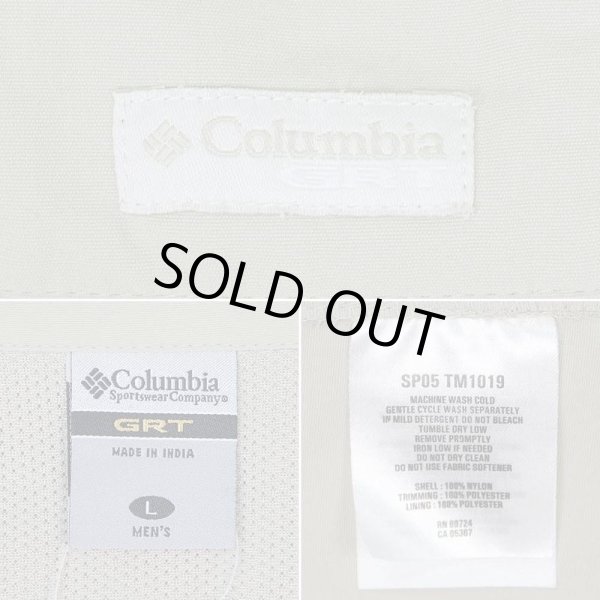 Columbia
GRT
SOLD OUT
Columbia
Sportswear Company®
GRT
MADE IN INDIA
L
MEN'S
SP05 TM1019
MACHINE WASH COLD
GENTLE CYCLE WASH SEPARATELY
IN MILD DETERGENT DO NOT BLEACH
TUMBLE DRY LOW
REMOVE PROMPTLY
IRON LOW IF NEEDED
DO NOT DRY CLEAN
DO NOT USE FABRIC SOFTENER
SHELL : 100% NYLON
TRIMMING : 100% POLYESTER
LINING : 100% POLYESTER
RN 69724
CA 05367